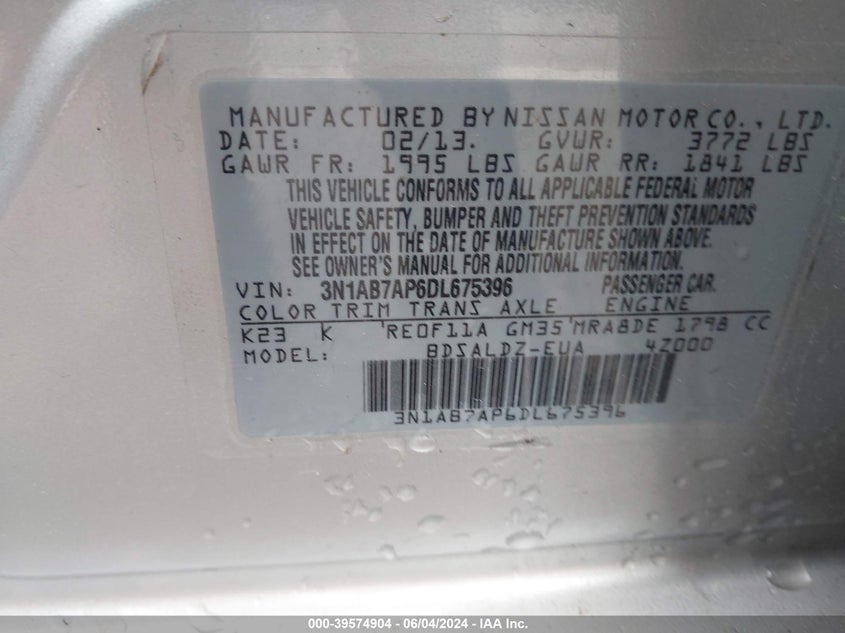 MANUFACTURED BY NISSAN MOTOR CO., LTD.
DATE: 02/13. GVWR: 3772 LBS
GAWR FR: 1995 LBS GAWR RR: 1841 LBS
THIS VEHICLE CONFORMS TO ALL APPLICABLE FEDERAL MOTOR
VEHICLE SAFETY, BUMPER AND THEFT PREVENTION STANDARDS
IN EFFECT ON THE DATE OF MANUFACTURE SHOWN ABOVE.
SEE OWNER'S MANUAL FOR ADDITIONAL INFORMATION.
VIN: 3N1AB7AP6DL675396 PASSENGER CAR.
COLOR TRIM TRANS AXLE ENGINE
K23 K RE0F11A GM35 MRA8DE 1798 CC
MODEL: BDSALDZ-EUA 4Z000
3N1AB7AP6DL675396
000-39574904 - 06/04/2024 - IAA Inc.